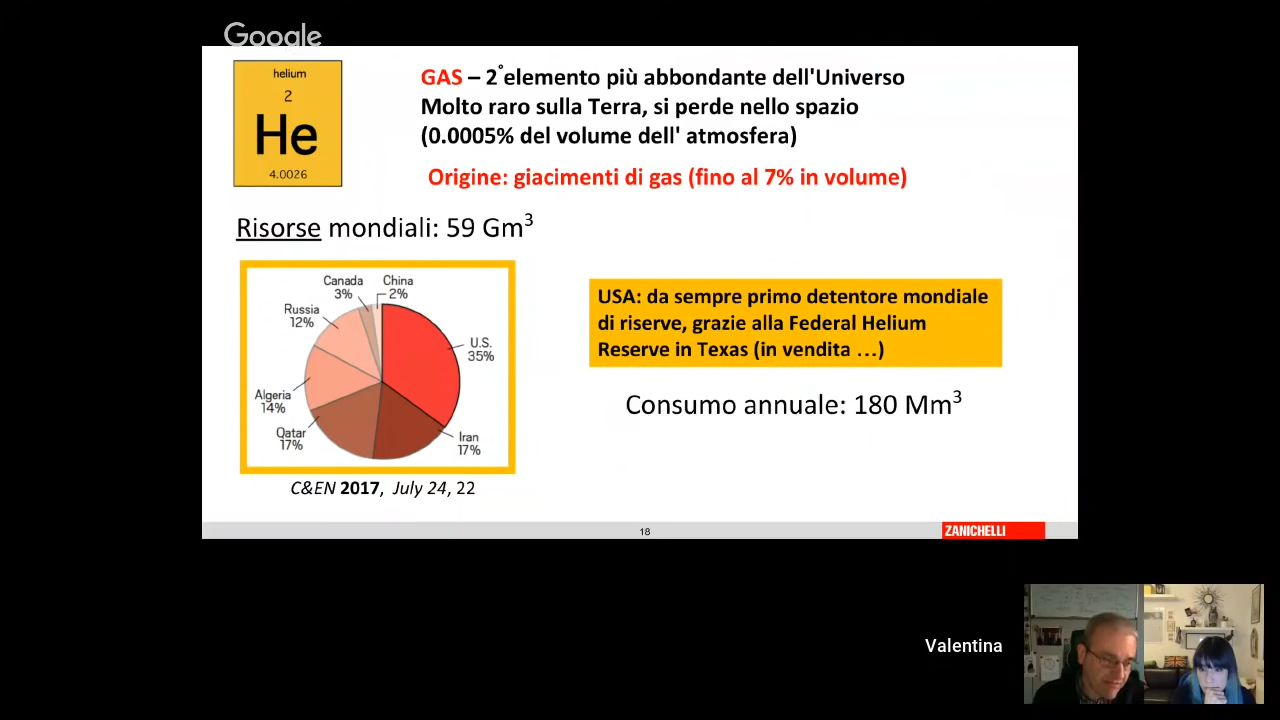 Google
helium
2
He
4.0026
GAS – 2°elemento più abbondante dell'Universo
Molto raro sulla Terra, si perde nello spazio
(0.0005% del volume dell' atmosfera)
Origine: giacimenti di gas (fino al 7% in volume)
Risorse mondiali: 59 Gm³
Canada
3%
China
2%
Russia
12%
U.S.
35%
Algeria
14%
Qatar
17%
Iran
17%
C&EN 2017, July 24, 22
USA: da sempre primo detentore mondiale
di riserve, grazie alla Federal Helium
Reserve in Texas (in vendita …)
Consumo annuale: 180 Mm³
18
ZANICHELLI
Valentina